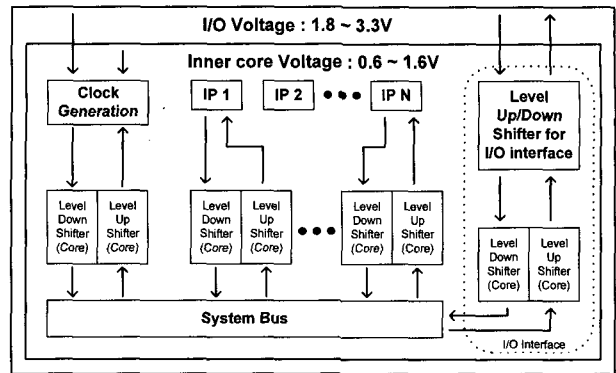 I/O Voltage : 1.8 ~ 3.3V
Inner core Voltage : 0.6 ~ 1.6V
Clock
Generation
IP 1
IP 2
IP N
Level
Up/Down
Shifter for
I/O interface
Level
Down
Shifter
(Core)
Level
Up
Shifter
(Core)
Level
Down
Shifter
(Core)
Level
Up
Shifter
(Core)
Level
Down
Shifter
(Core)
Level
Up
Shifter
(Core)
Level
Down
Shifter
(Core)
Level
Up
Shifter
(Core)
System Bus
I/O Interface